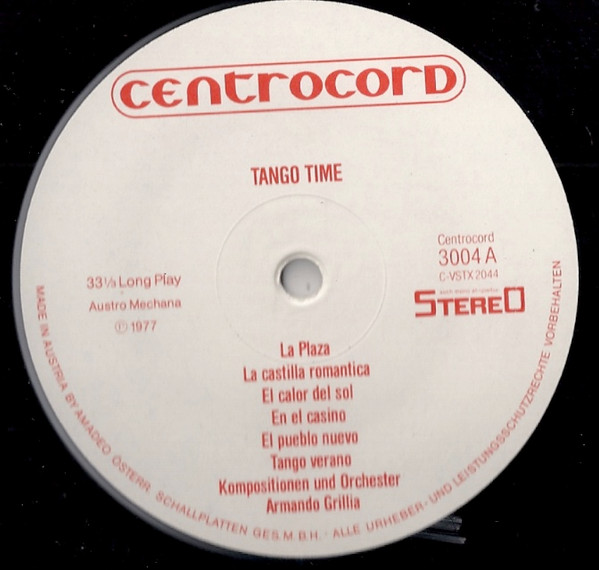 CENTROCORD
TANGO TIME
33 1/3 Long Play
Austro Mechana
Ⓟ 1977
Centrocord
3004 A
C-VSTX 2044
STEREO
La Plaza
La castilla romantica
El calor del sol
En el casino
El pueblo nuevo
Tango verano
Kompositionen und Orchester
Armando Grillia
MADE IN AUSTRIA BY AMADEO ÖSTERR. SCHALLPLATTEN GES.M.B.H. · ALLE URHEBER- UND LEISTUNGSSCHUTZRECHTE VORBEHALTEN